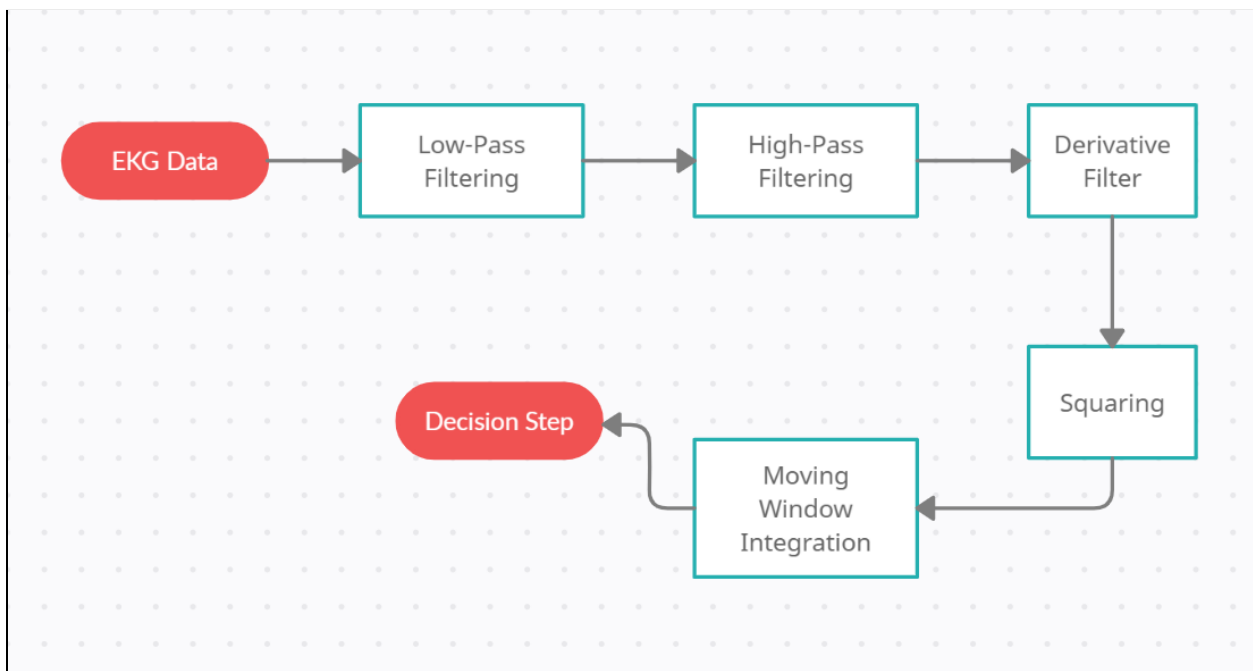 EKG Data
Low-Pass
Filtering
High-Pass
Filtering
Derivative
Filter
Squaring
Moving
Window
Integration
Decision Step